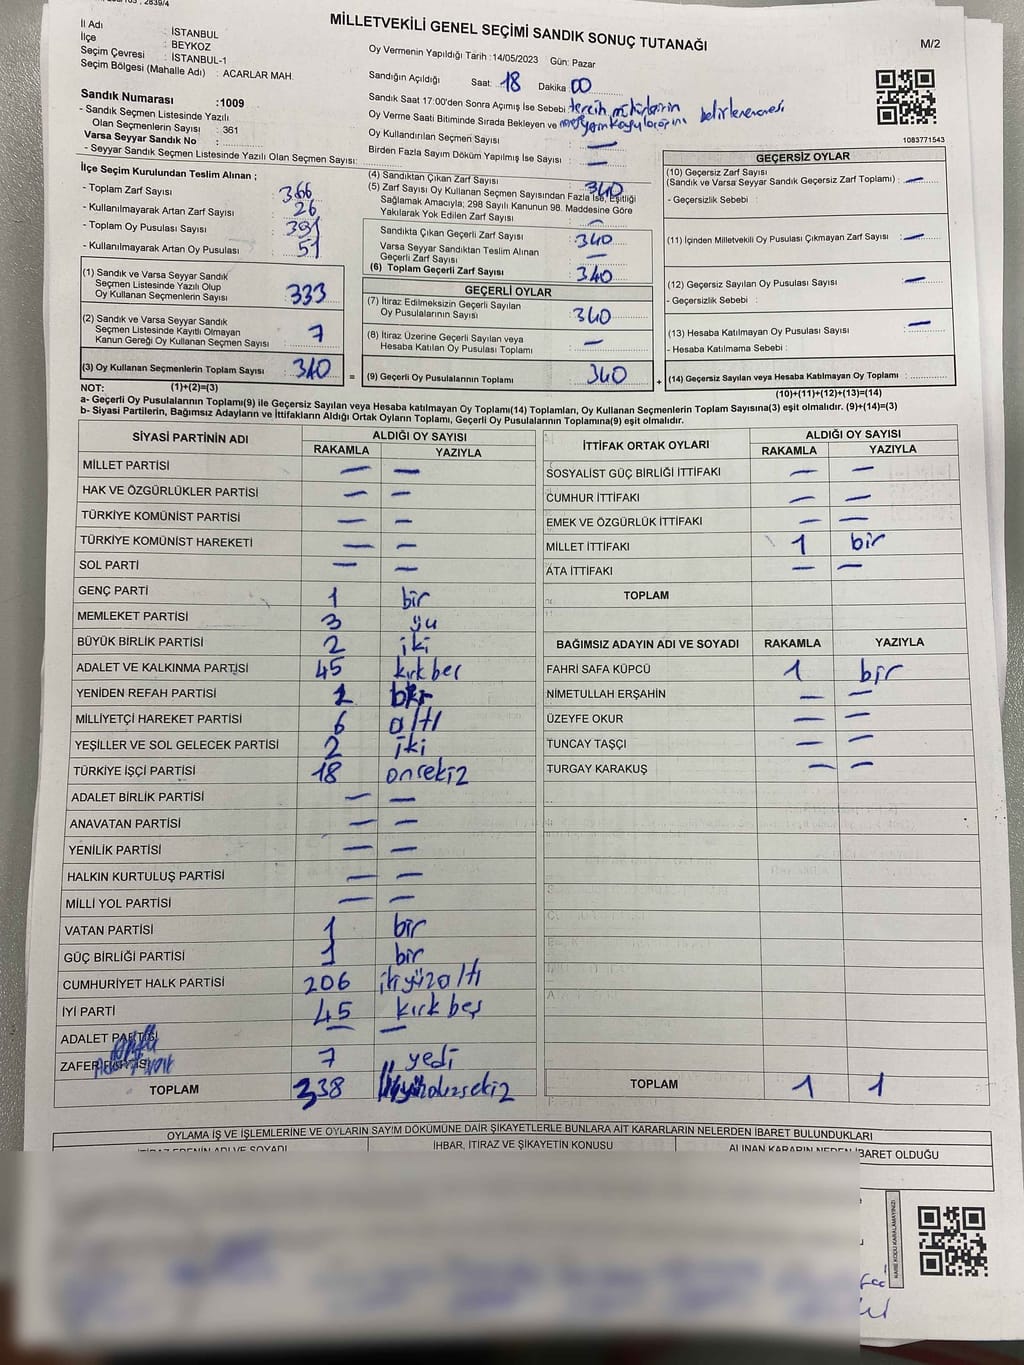 2839/4
MİLLETVEKİLİ GENEL SEÇİMİ SANDIK SONUÇ TUTANAĞI
M/2
İl Adı : İSTANBUL
İlçe : BEYKOZ
Seçim Çevresi : İSTANBUL-1
Seçim Bölgesi (Mahalle Adı) : ACARLAR MAH.
Oy Vermenin Yapıldığı Tarih :14/05/2023 Gün: Pazar
Sandığın Açıldığı Saat: 18 Dakika 00
Sandık Saat 17:00'den Sonra Açılmış İse Sebebi: tercih mühürlerinin belirlenmemesi
Oy Verme Saati Bitiminde Sırada Bekleyen ve
Oy Kullandırılan Seçmen Sayısı : —
Birden Fazla Sayım Döküm Yapılmış İse Sayısı : —
1083771543
Sandık Numarası :1009
- Sandık Seçmen Listesinde Yazılı
Olan Seçmenlerin Sayısı : 361
Varsa Seyyar Sandık No :
- Seyyar Sandık Seçmen Listesinde Yazılı Olan Seçmen Sayısı:
İlçe Seçim Kurulundan Teslim Alınan ;
- Toplam Zarf Sayısı : 366
- Kullanılmayarak Artan Zarf Sayısı : 26
- Toplam Oy Pusulası Sayısı : 391
- Kullanılmayarak Artan Oy Pusulası : 51
(1) Sandık ve Varsa Seyyar Sandık
Seçmen Listesinde Yazılı Olup
Oy Kullanan Seçmenlerin Sayısı : 333
(2) Sandık ve Varsa Seyyar Sandık
Seçmen Listesinde Kayıtlı Olmayan
Kanun Gereği Oy Kullanan Seçmen Sayısı : 7
(3) Oy Kullanan Seçmenlerin Toplam Sayısı : 340
(4) Sandıktan Çıkan Zarf Sayısı : 340
(5) Zarf Sayısı Oy Kullanan Seçmen Sayısından Fazla İse, Eşitliği
Sağlamak Amacıyla; 298 Sayılı Kanunun 98. Maddesine Göre
Yakılarak Yok Edilen Zarf Sayısı : —
Sandıkta Çıkan Geçerli Zarf Sayısı : 340
Varsa Seyyar Sandıktan Teslim Alınan
Geçerli Zarf Sayısı : —
(6) Toplam Geçerli Zarf Sayısı : 340
GEÇERLİ OYLAR
(7) İtiraz Edilmeksizin Geçerli Sayılan
Oy Pusulalarının Sayısı : 340
(8) İtiraz Üzerine Geçerli Sayılan veya
Hesaba Katılan Oy Pusulası Toplamı : —
= (9) Geçerli Oy Pusulalarının Toplamı : 340
GEÇERSİZ OYLAR
(10) Geçersiz Zarf Sayısı
(Sandık ve Varsa Seyyar Sandık Geçersiz Zarf Toplamı) : —
- Geçersizlik Sebebi :
(11) İçinden Milletvekili Oy Pusulası Çıkmayan Zarf Sayısı : —
(12) Geçersiz Sayılan Oy Pusulası Sayısı : —
- Geçersizlik Sebebi :
(13) Hesaba Katılmayan Oy Pusulası Sayısı : —
- Hesaba Katılmama Sebebi :
+ (14) Geçersiz Sayılan veya Hesaba Katılmayan Oy Toplamı :
NOT: (1)+(2)=(3)
(10)+(11)+(12)+(13)=(14)
a- Geçerli Oy Pusulalarının Toplamı(9) ile Geçersiz Sayılan veya Hesaba katılmayan Oy Toplamı(14) Toplamları, Oy Kullanan Seçmenlerin Toplam Sayısına(3) eşit olmalıdır. (9)+(14)=(3)
b- Siyasi Partilerin, Bağımsız Adayların ve İttifakların Aldığı Ortak Oyların Toplamı, Geçerli Oy Pusulalarının Toplamına(9) eşit olmalıdır.
SİYASİ PARTİNİN ADI ALDIĞI OY SAYISI
RAKAMLA YAZIYLA
MİLLET PARTİSİ — —
HAK VE ÖZGÜRLÜKLER PARTİSİ — —
TÜRKİYE KOMÜNİST PARTİSİ — —
TÜRKİYE KOMÜNİST HAREKETİ — —
SOL PARTİ — —
GENÇ PARTİ 1 bir
MEMLEKET PARTİSİ 3 üç
BÜYÜK BİRLİK PARTİSİ 2 iki
ADALET VE KALKINMA PARTİSİ 45 kırkbeş
YENİDEN REFAH PARTİSİ 1 bir
MİLLİYETÇİ HAREKET PARTİSİ 6 altı
YEŞİLLER VE SOL GELECEK PARTİSİ 2 iki
TÜRKİYE İŞÇİ PARTİSİ 18 onsekiz
ADALET BİRLİK PARTİSİ — —
ANAVATAN PARTİSİ — —
YENİLİK PARTİSİ — —
HALKIN KURTULUŞ PARTİSİ — —
MİLLİ YOL PARTİSİ — —
VATAN PARTİSİ 1 bir
GÜÇ BİRLİĞİ PARTİSİ 1 bir
CUMHURİYET HALK PARTİSİ 206 ikiyüzaltı
İYİ PARTİ 45 kırk beş
ADALET PARTİSİ — —
ZAFER 7 yedi
TOPLAM 338
İTTİFAK ORTAK OYLARI ALDIĞI OY SAYISI
RAKAMLA YAZIYLA
SOSYALİST GÜÇ BİRLİĞİ İTTİFAKI — —
CUMHUR İTTİFAKI — —
EMEK VE ÖZGÜRLÜK İTTİFAKI — —
MİLLET İTTİFAKI 1 bir
ATA İTTİFAKI — —
TOPLAM
BAĞIMSIZ ADAYIN ADI VE SOYADI RAKAMLA YAZIYLA
FAHRİ SAFA KÜPCÜ 1 bir
NİMETULLAH ERŞAHİN — —
ÜZEYFE OKUR — —
TUNCAY TAŞÇI — —
TURGAY KARAKUŞ — —
TOPLAM 1 1
OYLAMA İŞ VE İŞLEMLERİNE VE OYLARIN SAYIM DÖKÜMÜNE DAİR ŞİKAYETLERLE BUNLARA AİT KARARLARIN NELERDEN İBARET BULUNDUKLARI
İTİRAZ EDENİN ADI VE SOYADI İHBAR, İTİRAZ VE ŞİKAYETİN KONUSU ALINAN KARARIN NEDEN İBARET OLDUĞU
KARE KODU KARALAMAYINIZ!